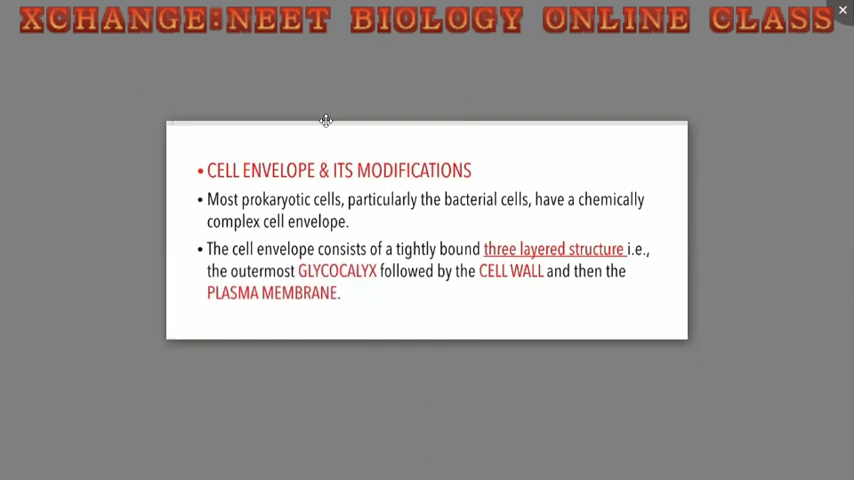 XCHANGE:NEET BIOLOGY ONLINE CLASS
• CELL ENVELOPE & ITS MODIFICATIONS
• Most prokaryotic cells, particularly the bacterial cells, have a chemically
complex cell envelope.
• The cell envelope consists of a tightly bound three layered structure i.e.,
the outermost GLYCOCALYX followed by the CELL WALL and then the
PLASMA MEMBRANE.